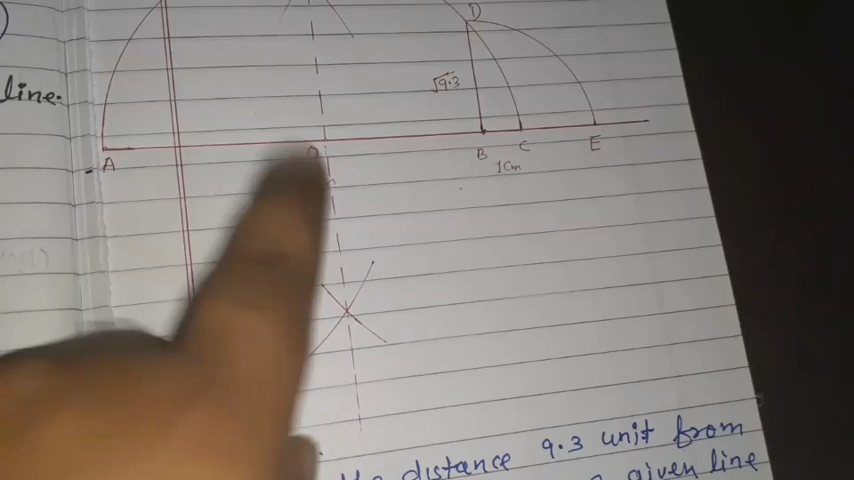 D
√9.3
line.
A
B
C
E
1Cm
distance 9.3 unit from
given line